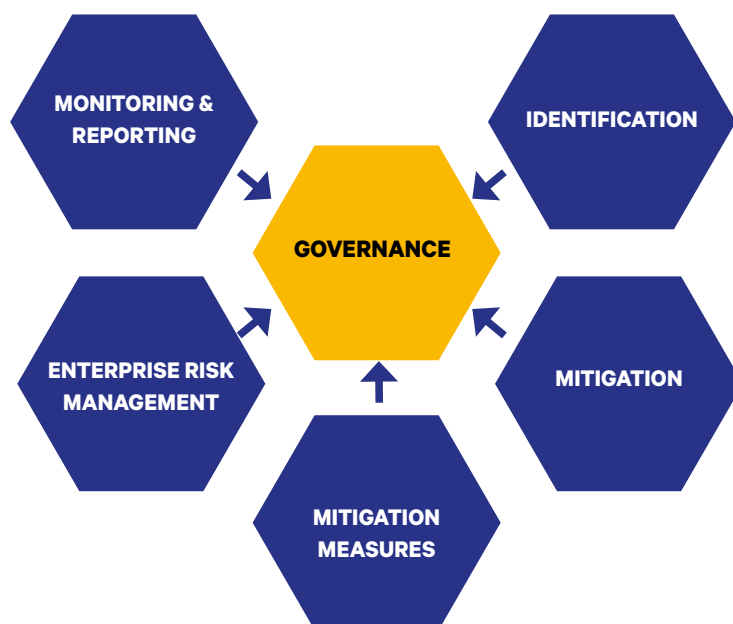 MONITORING &
REPORTING
IDENTIFICATION
GOVERNANCE
ENTERPRISE RISK
MANAGEMENT
MITIGATION
MITIGATION
MEASURES